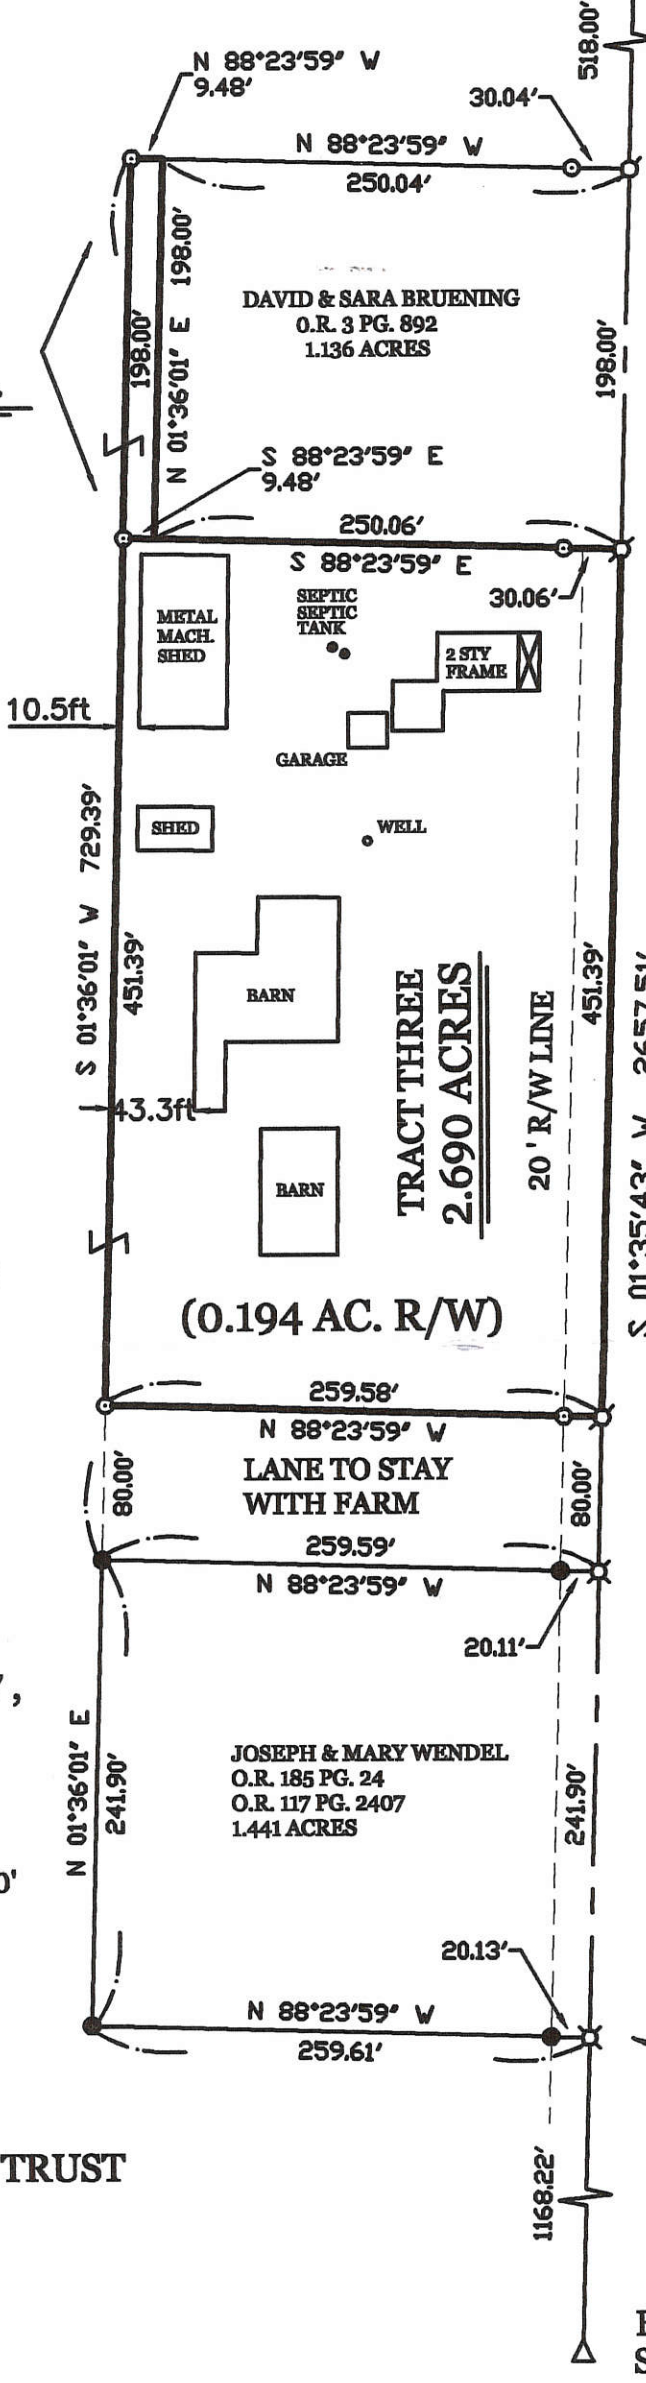 518.00'
N 88°23'59" W
9.48'
30.04'
N 88°23'59" W
250.04'
198.00'
N 01°36'01" E 198.00'
DAVID & SARA BRUENING
O.R. 3 PG. 892
1.136 ACRES
198.00'
S 88°23'59" E
9.48'
250.06'
S 88°23'59" E
30.06'
METAL
MACH.
SHED
SEPTIC
SEPTIC
TANK
2 STY
FRAME
10.5ft
GARAGE
SHED
WELL
S 01°36'01" W 729.39'
451.39'
BARN
43.3ft
BARN
TRACT THREE
2.690 ACRES
20 ' R/W LINE
451.39'
S 01°35'43" W 2657.51'
(0.194 AC. R/W)
259.58'
N 88°23'59" W
80.00'
LANE TO STAY
WITH FARM
80.00'
259.59'
N 88°23'59" W
20.11'
N 01°36'01" E
241.90'
JOSEPH & MARY WENDEL
O.R. 185 PG. 24
O.R. 117 PG. 2407
1.441 ACRES
241.90'
20.13'
N 88°23'59" W
259.61'
TRUST
1168.22'